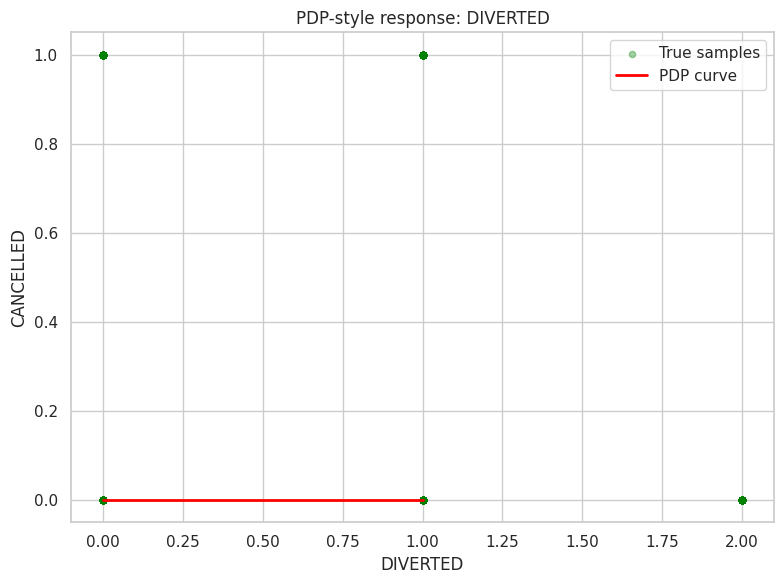 PDP-style response: DIVERTED
True samples
PDP curve
CANCELLED
1.0
0.8
0.6
0.4
0.2
0.0
0.00 0.25 0.50 0.75 1.00 1.25 1.50 1.75 2.00
DIVERTED